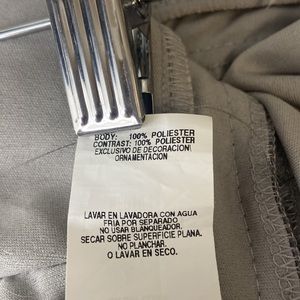 BODY: 100% POLIESTER
CONTRAST: 100% POLIESTER
EXCLUSIVO DE DECORACION\
ORNAMENTACION
LAVAR EN LAVADORA CON AGUA
FRIA POR SEPARADO
NO USAR BLANQUEADOR.
SECAR SOBRE SUPERFICIE PLANA.
NO PLANCHAR.
O LAVAR EN SECO.